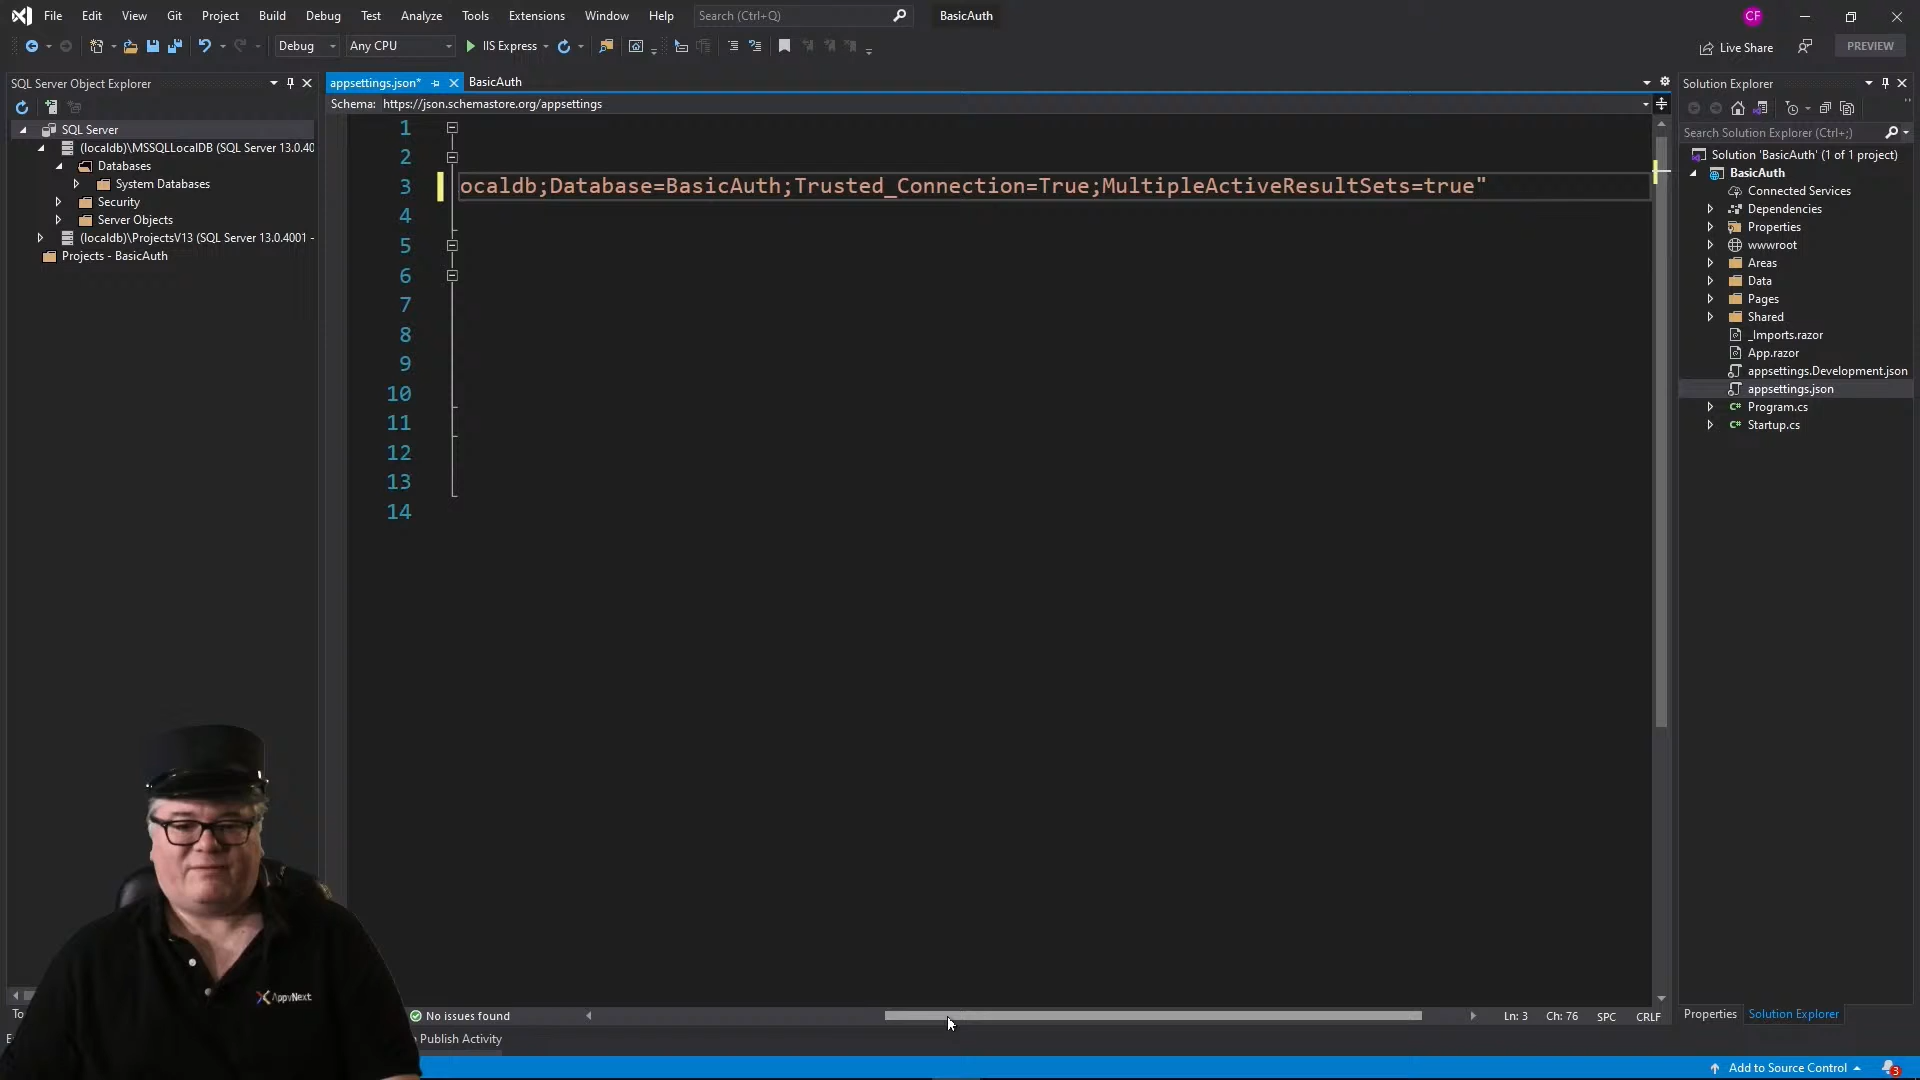 File Edit View Git Project Build Debug Test Analyze Tools Extensions Window Help Search (Ctrl+Q) BasicAuth CF
Debug Any CPU IIS Express Live Share PREVIEW
SQL Server Object Explorer
SQL Server
(localdb)\MSSQLLocalDB (SQL Server 13.0.40
Databases
System Databases
Security
Server Objects
(localdb)\ProjectsV13 (SQL Server 13.0.4001 -
Projects - BasicAuth
appsettings.json* BasicAuth
Schema: https://json.schemastore.org/appsettings
1
2
3 ocaldb;Database=BasicAuth;Trusted_Connection=True;MultipleActiveResultSets=true"
4
5
6
7
8
9
10
11
12
13
14
Solution Explorer
Search Solution Explorer (Ctrl+;)
Solution 'BasicAuth' (1 of 1 project)
BasicAuth
Connected Services
Dependencies
Properties
wwwroot
Areas
Data
Pages
Shared
_Imports.razor
App.razor
appsettings.Development.json
appsettings.json
C# Program.cs
C# Startup.cs
AppvNext
No issues found Ln: 3 Ch: 76 SPC CRLF
Properties Solution Explorer
To
Publish Activity
Add to Source Control 3